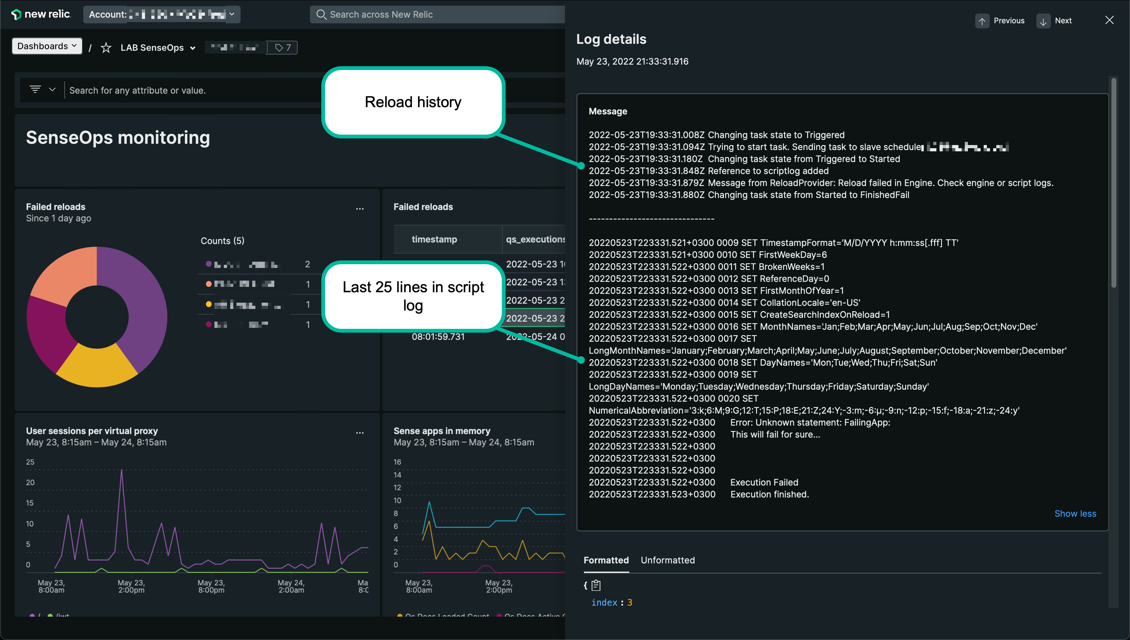 new relic.
Account:
Search across New Relic
Dashboards
/
LAB SenseOps
7
Search for any attribute or value.
SenseOps monitoring
Failed reloads
Since 1 day ago
...
Counts (5)
2
1
1
1
Failed reloads
timestamp
qs_executions
2022-05-23 1
2022-05-23 1
2022-05-23 2
2022-05-23 2
08:01:59.731
2022-05-24 0
User sessions per virtual proxy
May 23, 8:15am – May 24, 8:15am
...
25
20
15
10
5
0
May 23,
8:00am
May 23,
2:00pm
May 23,
8:00pm
May 24,
2:00am
Sense apps in memory
May 23, 8:15am – May 24, 8:15am
16
14
12
10
8
6
4
2
0
May 23,
8:00am
May 23,
2:00pm
Reload history
Last 25 lines in script
log
Previous
Next
Log details
May 23, 2022 21:33:31.916
Message
2022-05-23T19:33:31.008Z Changing task state to Triggered
2022-05-23T19:33:31.094Z Trying to start task. Sending task to slave schedule
2022-05-23T19:33:31.180Z Changing task state from Triggered to Started
2022-05-23T19:33:31.848Z Reference to scriptlog added
2022-05-23T19:33:31.879Z Message from ReloadProvider: Reload failed in Engine. Check engine or script logs.
2022-05-23T19:33:31.880Z Changing task state from Started to FinishedFail
-------------------------------
20220523T223331.521+0300 0009 SET TimestampFormat='M/D/YYYY h:mm:ss[.fff] TT'
20220523T223331.521+0300 0010 SET FirstWeekDay=6
20220523T223331.522+0300 0011 SET BrokenWeeks=1
20220523T223331.522+0300 0012 SET ReferenceDay=0
20220523T223331.522+0300 0013 SET FirstMonthOfYear=1
20220523T223331.522+0300 0014 SET CollationLocale='en-US'
20220523T223331.522+0300 0015 SET CreateSearchIndexOnReload=1
20220523T223331.522+0300 0016 SET MonthNames='Jan;Feb;Mar;Apr;May;Jun;Jul;Aug;Sep;Oct;Nov;Dec'
20220523T223331.522+0300 0017 SET
LongMonthNames='January;February;March;April;May;June;July;August;September;October;November;December'
20220523T223331.522+0300 0018 SET DayNames='Mon;Tue;Wed;Thu;Fri;Sat;Sun'
20220523T223331.522+0300 0019 SET
LongDayNames='Monday;Tuesday;Wednesday;Thursday;Friday;Saturday;Sunday'
20220523T223331.522+0300 0020 SET
NumericalAbbreviation='3:k;6:M;9:G;12:T;15:P;18:E;21:Z;24:Y;-3:m;-6:μ;-9:n;-12:p;-15:f;-18:a;-21:z;-24:y'
20220523T223331.522+0300 Error: Unknown statement: FailingApp:
20220523T223331.522+0300 This will fail for sure...
20220523T223331.522+0300
20220523T223331.522+0300
20220523T223331.522+0300
20220523T223331.522+0300 Execution Failed
20220523T223331.523+0300 Execution finished.
Show less
Formatted
Unformatted
{
index : 3